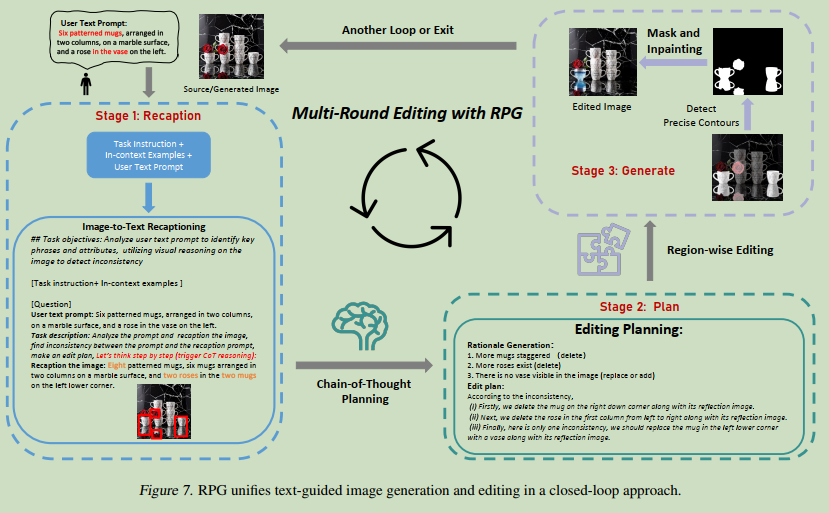 User Text Prompt:
Six patterned mugs, arranged in
two columns, on a marble surface,
and a rose in the vase on the left.
Source/Generated Image
Another Loop or Exit
Multi-Round Editing with RPG
Stage 1: Recaption
Task Instruction +
In-context Examples +
User Text Prompt
Image-to-Text Recaptioning
## Task objectives: Analyze user text prompt to identify key
phrases and attributes, utilizing visual reasoning on the
image to detect inconsistency
[Task instruction+ In-context examples ]
[Question]
User text prompt: Six patterned mugs, arranged in two columns,
on a marble surface, and a rose in the vase on the left.
Task description: Analyze the prompt and recaption the image,
find inconsistency between the prompt and the recaption prompt,
make an edit plan, Let's think step by step (trigger CoT reasoning):
Recaption the image: Eight patterned mugs, six mugs arranged in
two columns on a marble surface, and two roses in the two mugs
on the left lower corner.
Chain-of-Thought
Planning
Stage 2: Plan
Editing Planning:
Rationale Generation:
1. More mugs staggered (delete)
2. More roses exist (delete)
3. There is no vase visible in the image (replace or add)
Edit plan:
According to the inconsistency,
(i) Firstly, we delete the mug on the right down corner along with its reflection image.
(ii) Next, we delete the rose in the first column from left to right along with its reflection image.
(iii) Finally, here is only one inconsistency, we should replace the mug in the left lower corner
with a vase along with its reflection image.
Region-wise Editing
Stage 3: Generate
Detect
Precise Contours
Mask and
Inpainting
Edited Image
Figure 7. RPG unifies text-guided image generation and editing in a closed-loop approach.